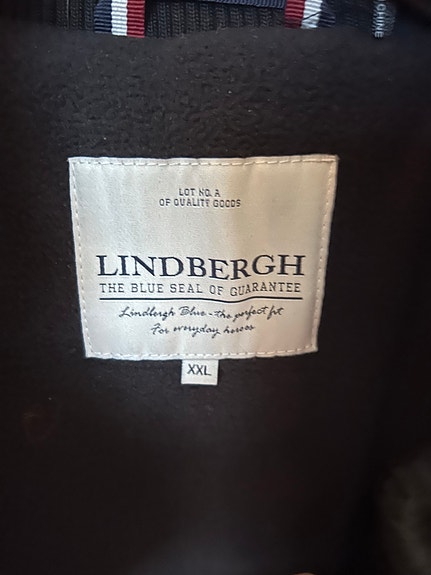 CHINE
LOT NO. A
OF QUALITY GOODS
LINDBERGH
THE BLUE SEAL OF GUARANTEE
Lindbergh Blue - the perfect fit
For everyday heroes
XXL